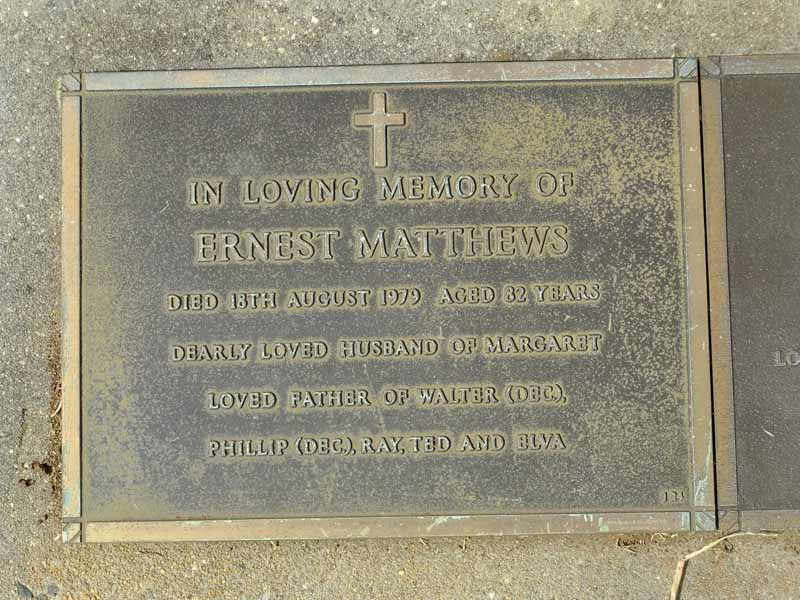 IN LOVING MEMORY OF
ERNEST MATTHEWS
DIED 18TH AUGUST 1979 AGED 82 YEARS
DEARLY LOVED HUSBAND OF MARGARET
LOVED FATHER OF WALTER (DEC.),
PHILLIP (DEC.), RAY, TED AND ELVA
LO